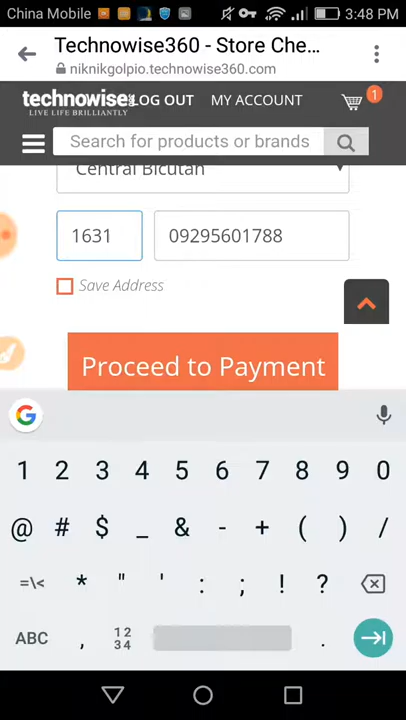 China Mobile 3:48 PM
Technowise360 - Store Che...
niknikgolpio.technowise360.com
technowise LOG OUT MY ACCOUNT 1
LIVE LIFE BRILLIANTLY
Search for products or brands
Central Bicutan
1631 09295601788
Save Address
Proceed to Payment
G
1 2 3 4 5 6 7 8 9 0
@ # $ _ & - + ( ) /
=\< * " ' : ; ! ?
ABC , 12 34 .